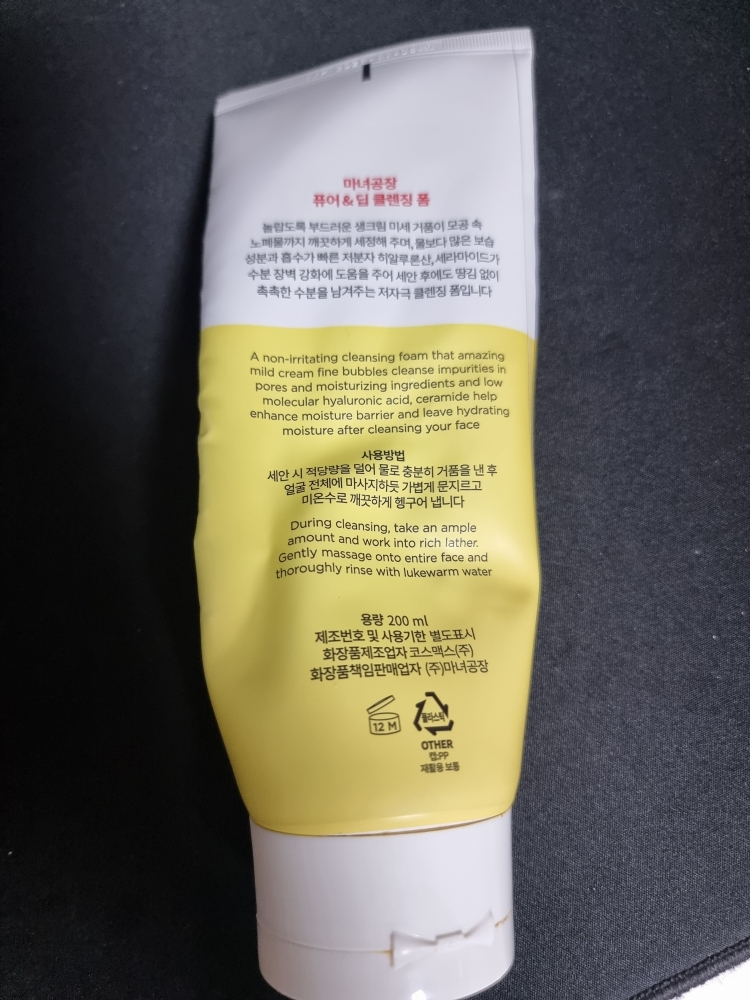 마녀공장
퓨어 & 딥 클렌징 폼
놀랍도록 부드러운 생크림 미세 거품이 모공 속
노폐물까지 깨끗하게 세정해 주며, 물보다 많은 보습
성분과 흡수가 빠른 저분자 히알루론산, 세라마이드가
수분 장벽 강화에 도움을 주어 세안 후에도 땅김 없이
촉촉한 수분을 남겨주는 저자극 클렌징 폼입니다
A non-irritating cleansing foam that amazing
mild cream fine bubbles cleanse impurities in
pores and moisturizing ingredients and low
molecular hyaluronic acid, ceramide help
enhance moisture barrier and leave hydrating
moisture after cleansing your face
사용방법
세안 시 적당량을 덜어 물로 충분히 거품을 낸 후
얼굴 전체에 마사지하듯 가볍게 문지르고
미온수로 깨끗하게 헹구어 냅니다
During cleansing, take an ample
amount and work into rich lather.
Gently massage onto entire face and
thoroughly rinse with lukewarm water
용량 200 ml
제조번호 및 사용기한 별도표시
화장품제조업자 코스맥스(주)
화장품책임판매업자 (주)마녀공장
12 M
플라스틱
OTHER
캡:PP
재활용 보통